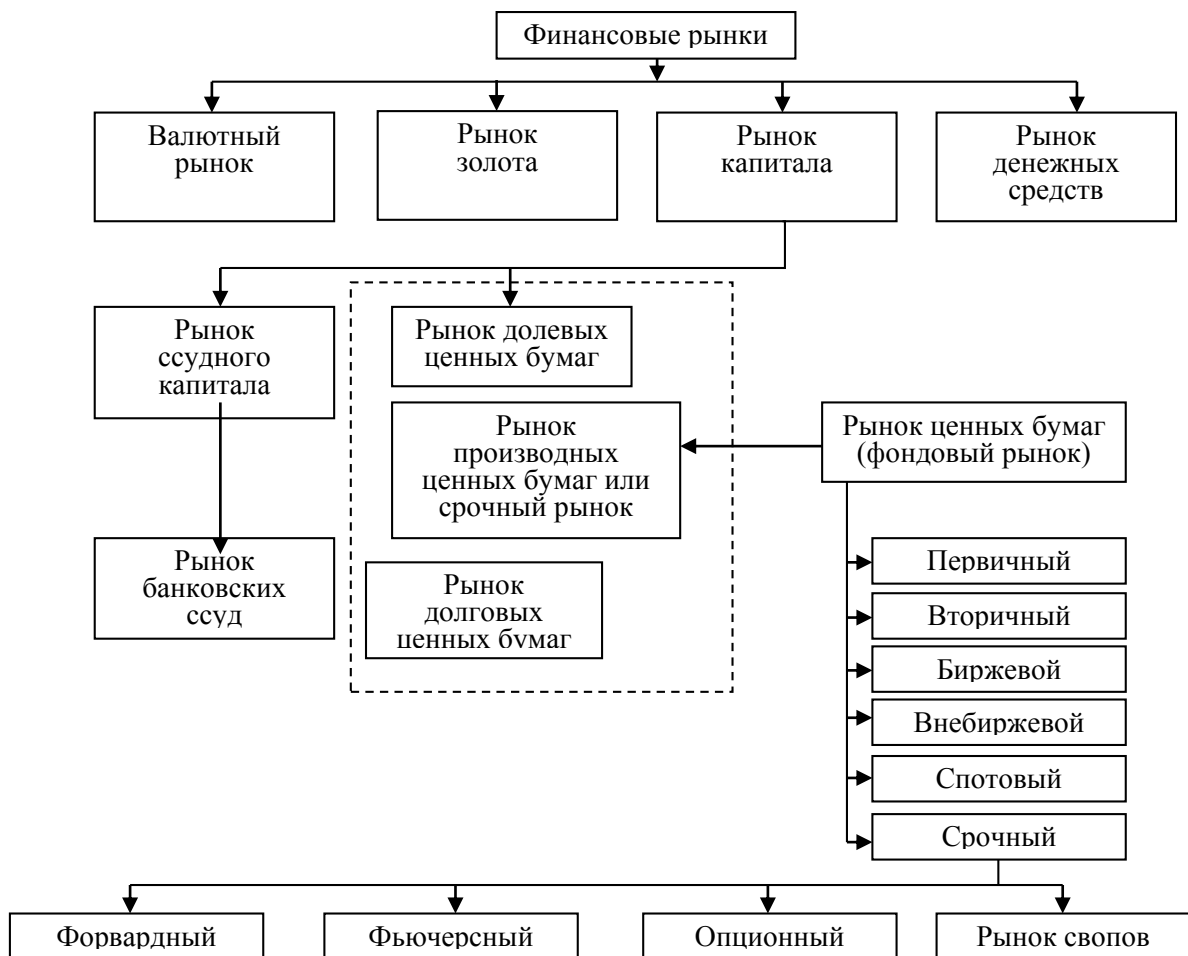 Финансовые рынки
Валютный
рынок
Рынок
золота
Рынок
капитала
Рынок
денежных
средств
Рынок
ссудного
капитала
Рынок долевых
ценных бумаг
Рынок
производных
ценных бумаг или
срочный рынок
Рынок ценных бумаг
(фондовый рынок)
Рынок
банковских
ссуд
Рынок
долговых
ценных бумаг
Первичный
Вторичный
Биржевой
Внебиржевой
Спотовый
Срочный
Форвардный
Фьючерсный
Опционный
Рынок свопов